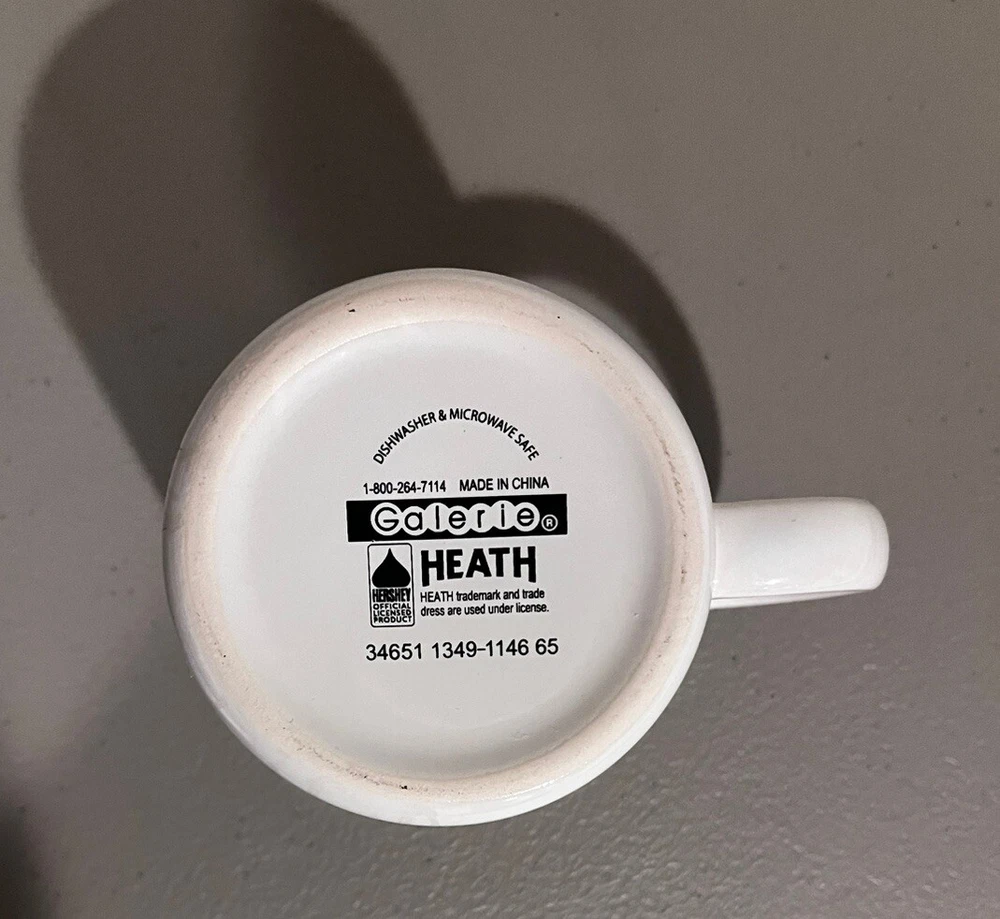 DISHWASHER & MICROWAVE SAFE
1-800-264-7114 MADE IN CHINA
Galerie®
HERSHEY
OFFICIAL
LICENSED
PRODUCT
HEATH
HEATH trademark and trade
dress are used under license.
34651 1349-1146 65